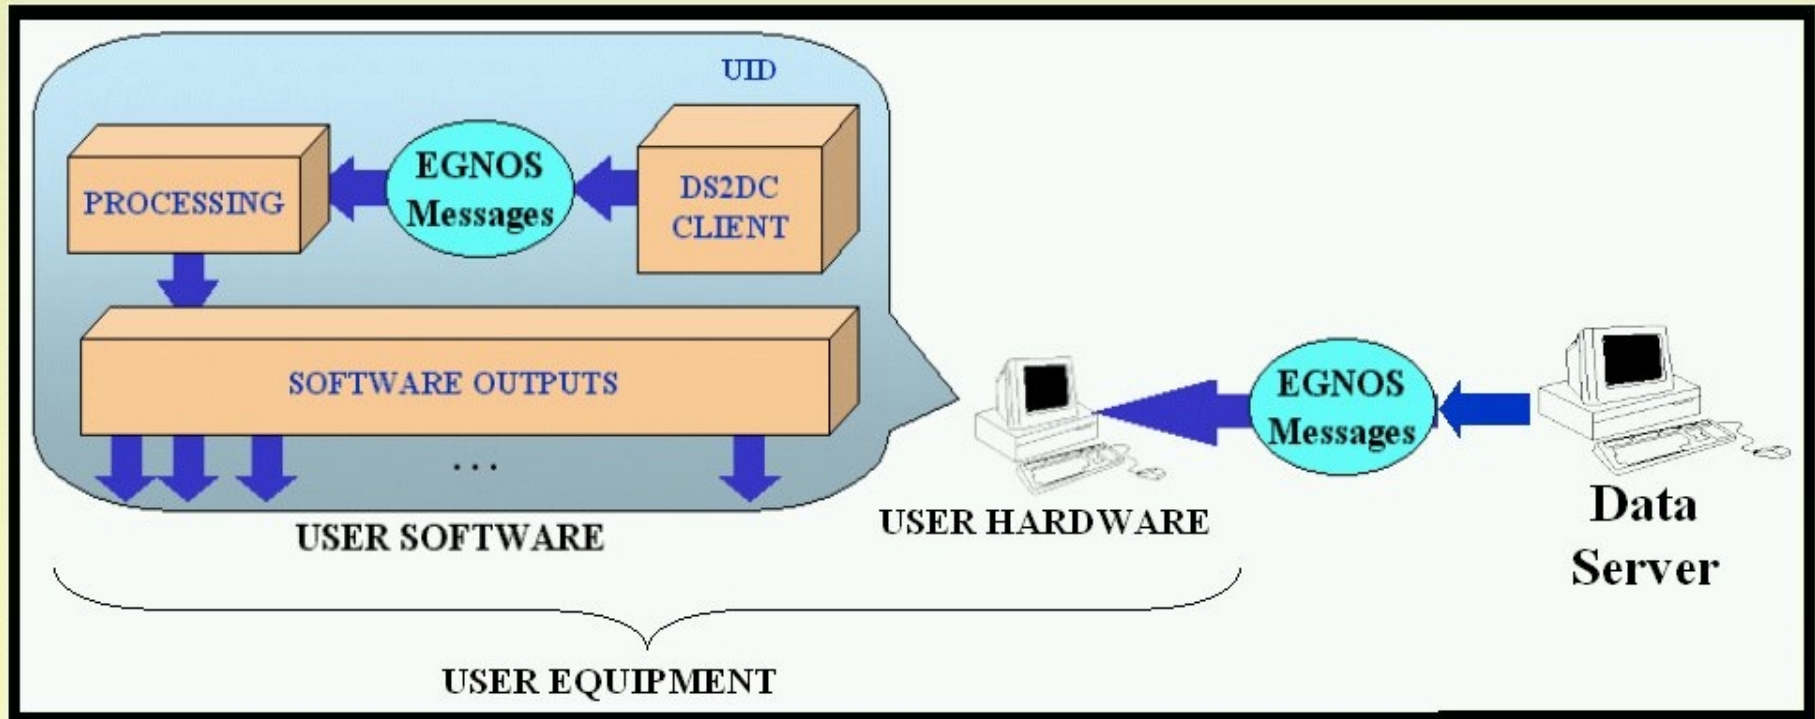 UID
PROCESSING
EGNOS
Messages
DS2DC
CLIENT
SOFTWARE OUTPUTS
...
USER SOFTWARE
USER HARDWARE
EGNOS
Messages
Data
Server
USER EQUIPMENT